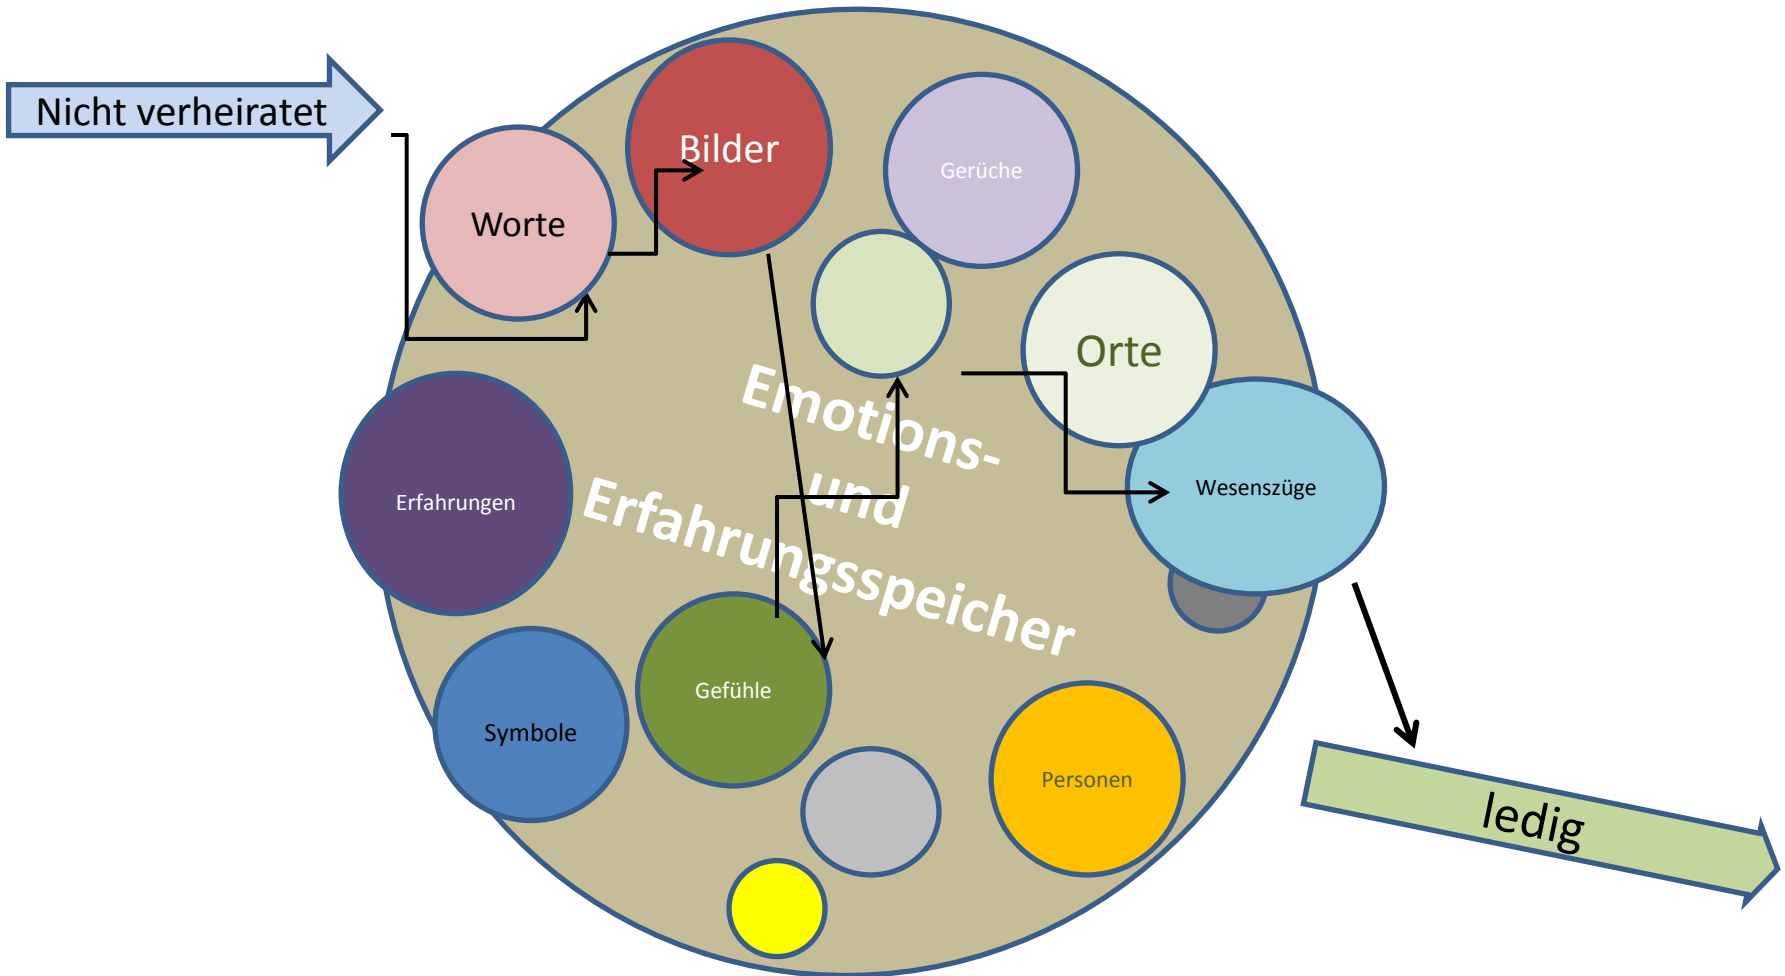 Nicht verheiratet
Bilder
Gerüche
Worte
Orte
Emotions-
und
Erfahrungsspeicher
Wesenszüge
Erfahrungen
Gefühle
Symbole
Personen
ledig